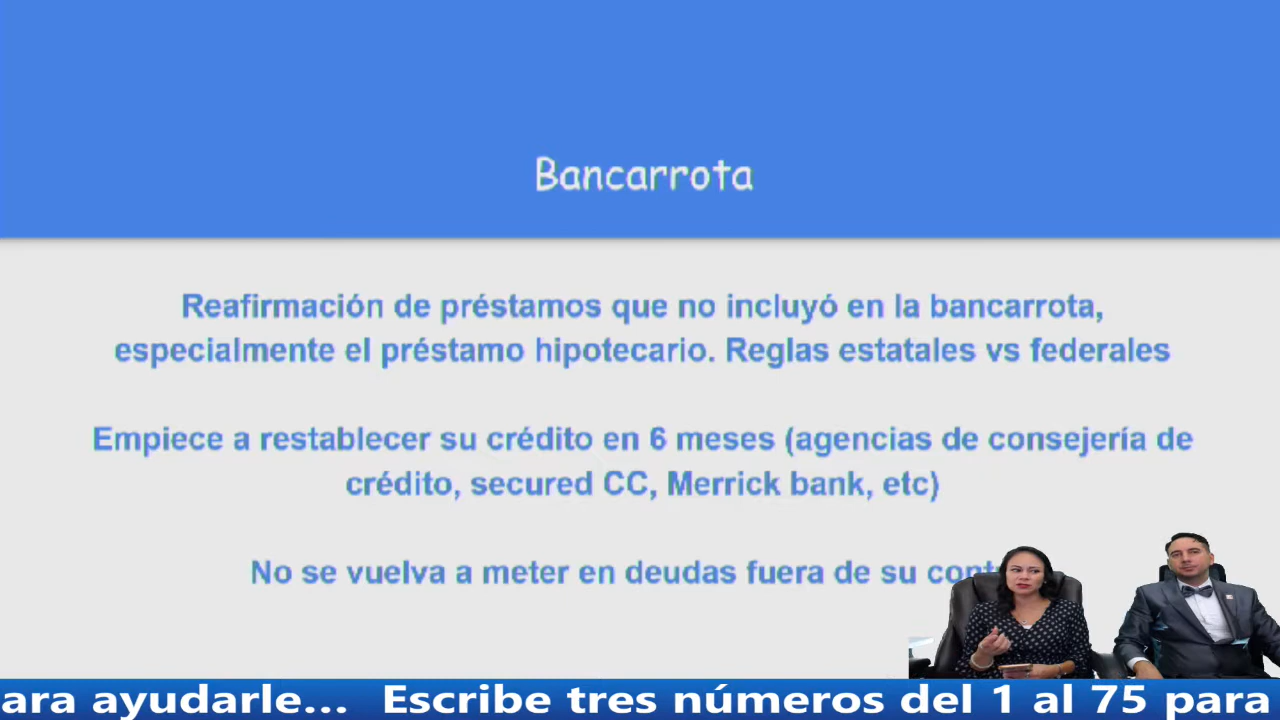 Bancarrota
Reafirmación de préstamos que no incluyó en la bancarrota,
especialmente el préstamo hipotecario. Reglas estatales vs federales
Empiece a restablecer su crédito en 6 meses (agencias de consejería de
crédito, secured CC, Merrick bank, etc)
No se vuelva a meter en deudas fuera de su
ara ayudarle... Escribe tres números del 1 al 75 para